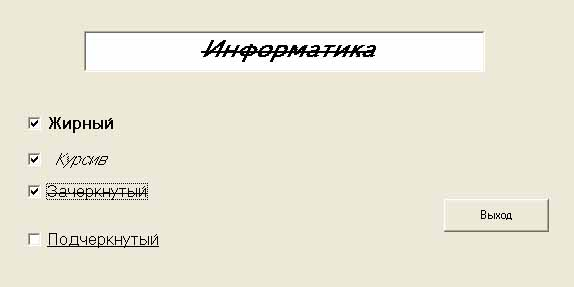 Информатика
Жирный
Курсив
Зачеркнутый
Выход
Подчеркнутый